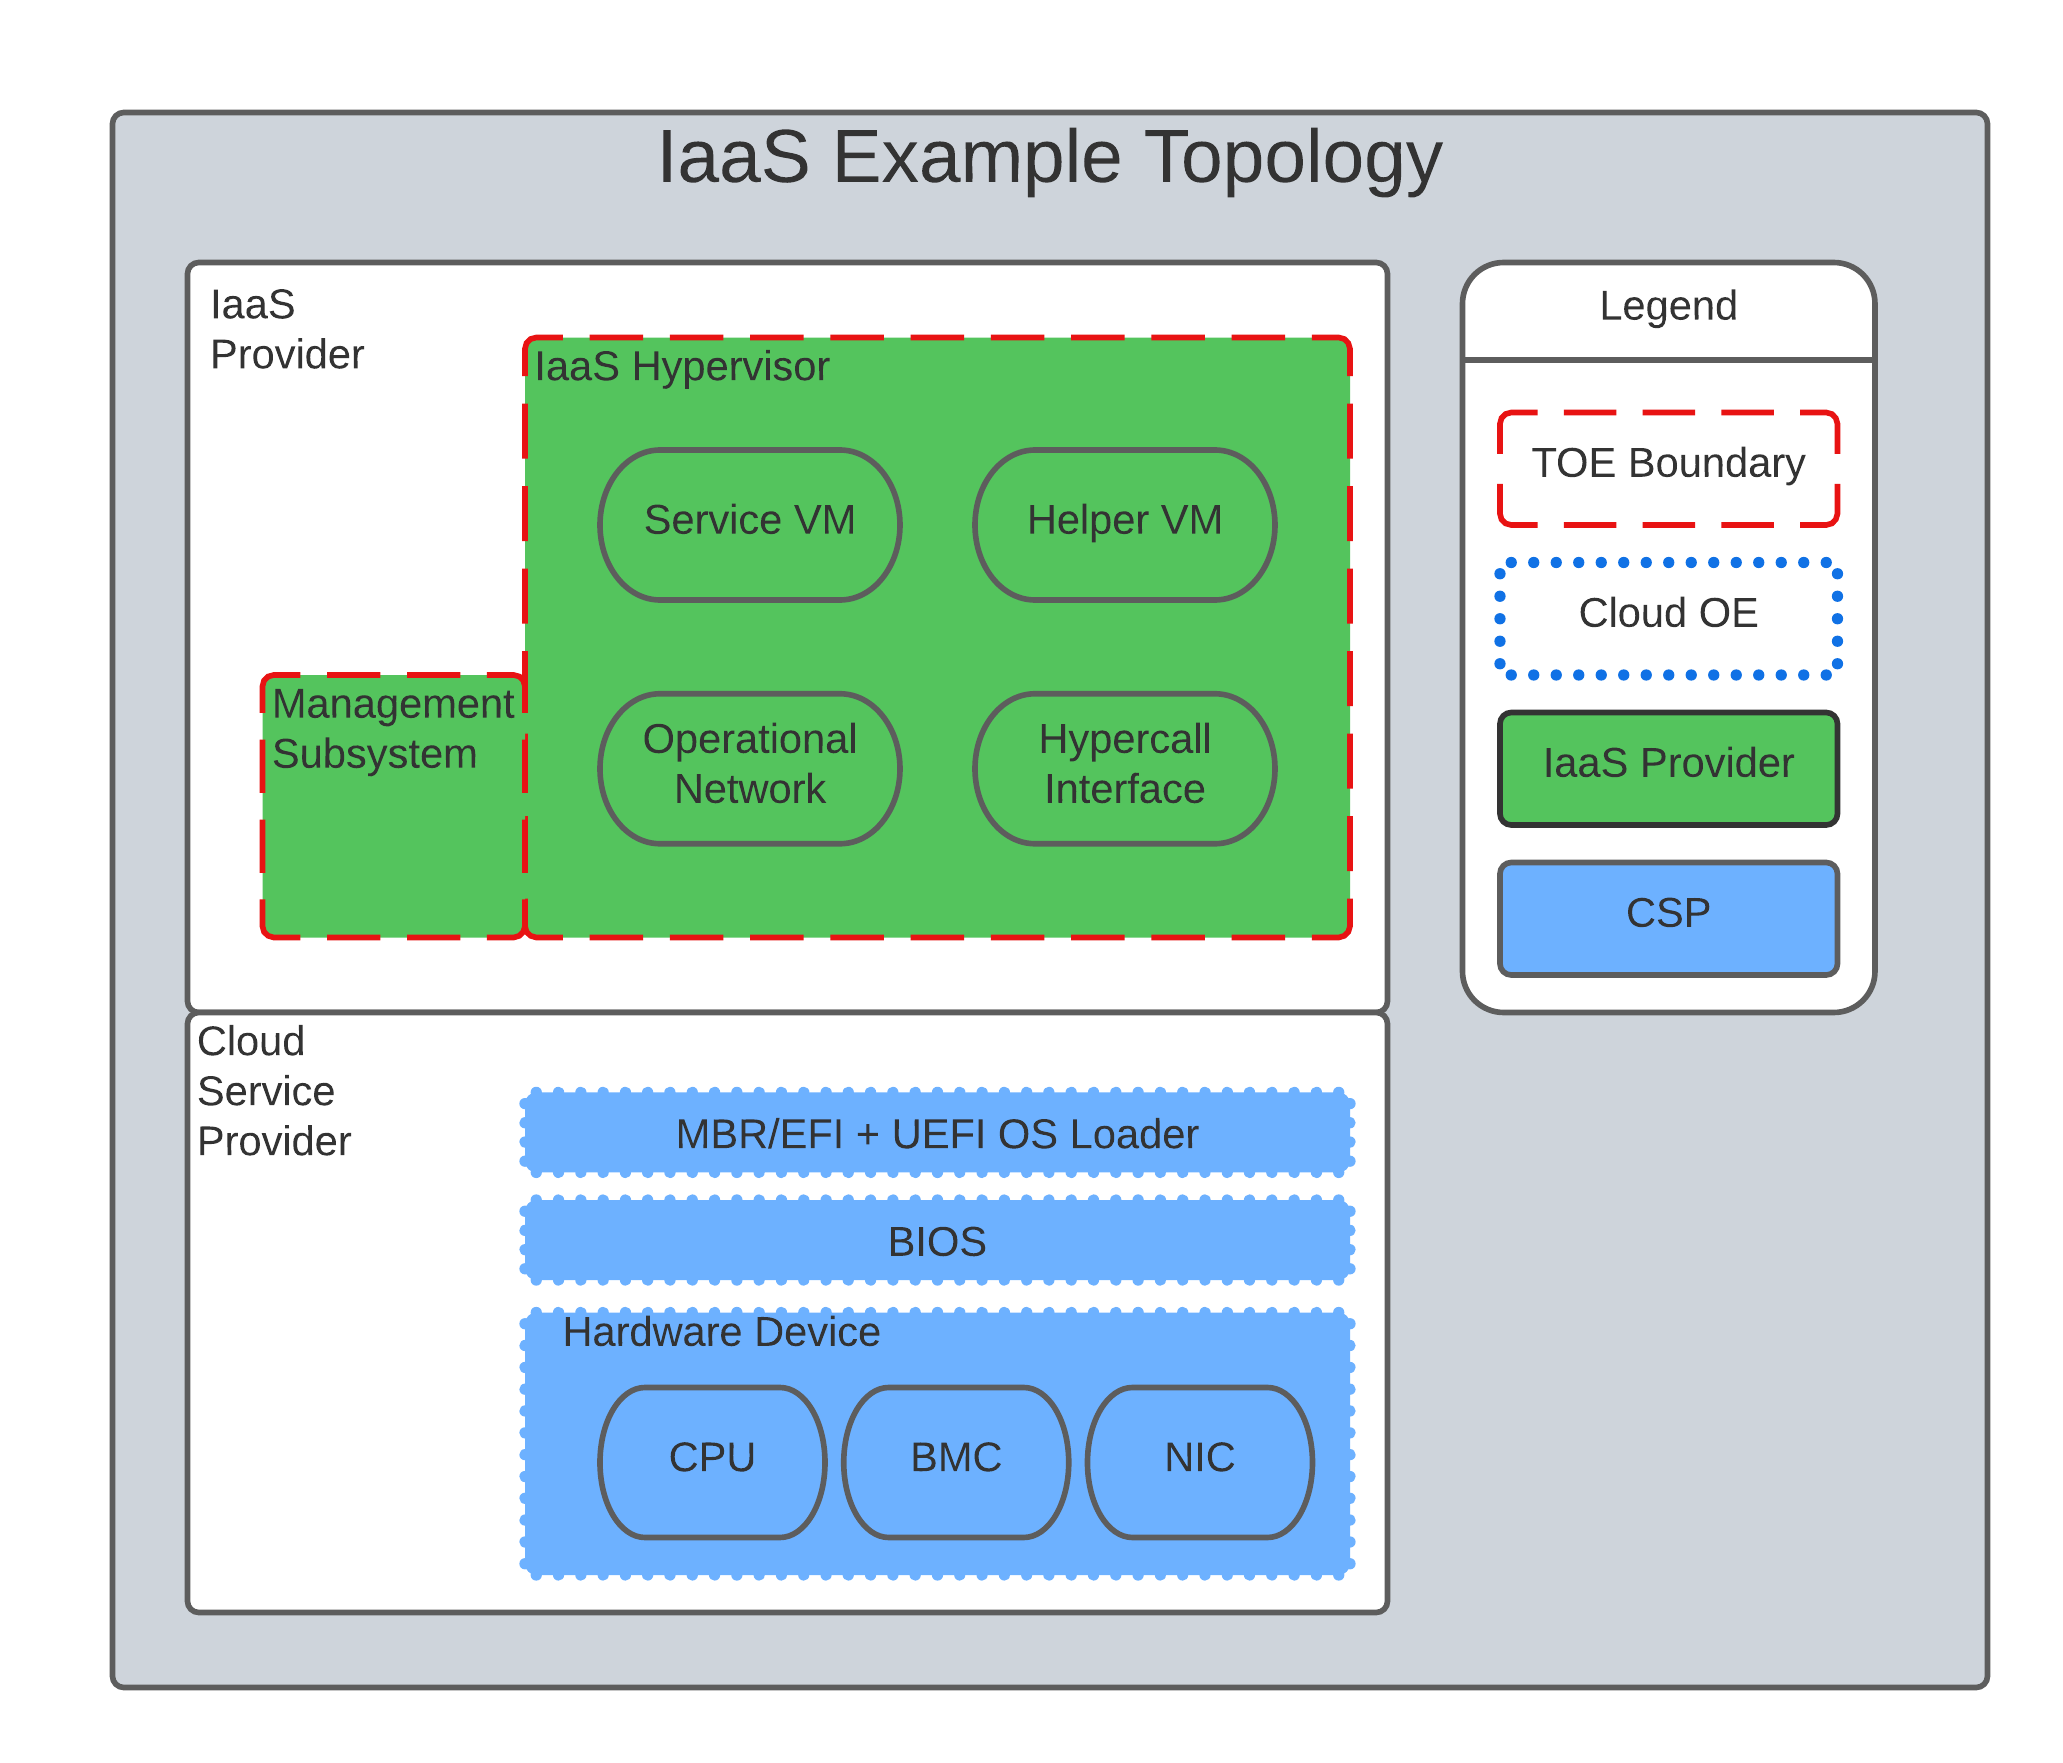 IaaS Example Topology
IaaS
Provider
IaaS Hypervisor
Service VM
Helper VM
Management
Subsystem
Operational
Network
Hypercall
Interface
Cloud
Service
Provider
MBR/EFI + UEFI OS Loader
BIOS
Hardware Device
CPU
BMC
NIC
Legend
TOE Boundary
Cloud OE
IaaS Provider
CSP